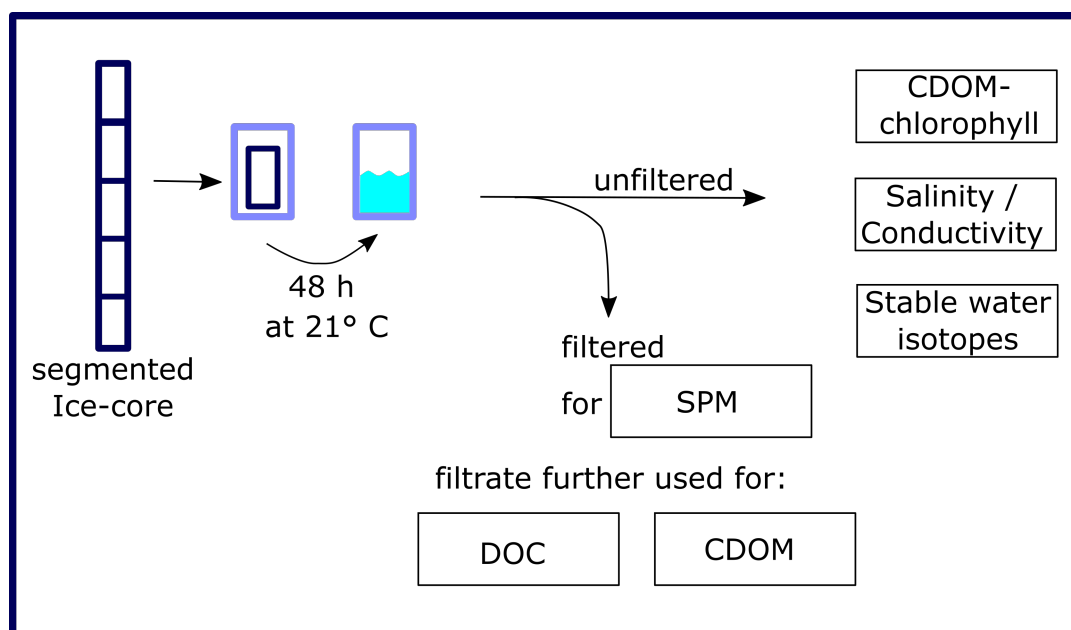 segmented
Ice-core
48 h
at 21° C
unfiltered
filtered
for
SPM
filtrate further used for:
DOC
CDOM
CDOM-
chlorophyll
Salinity /
Conductivity
Stable water
isotopes